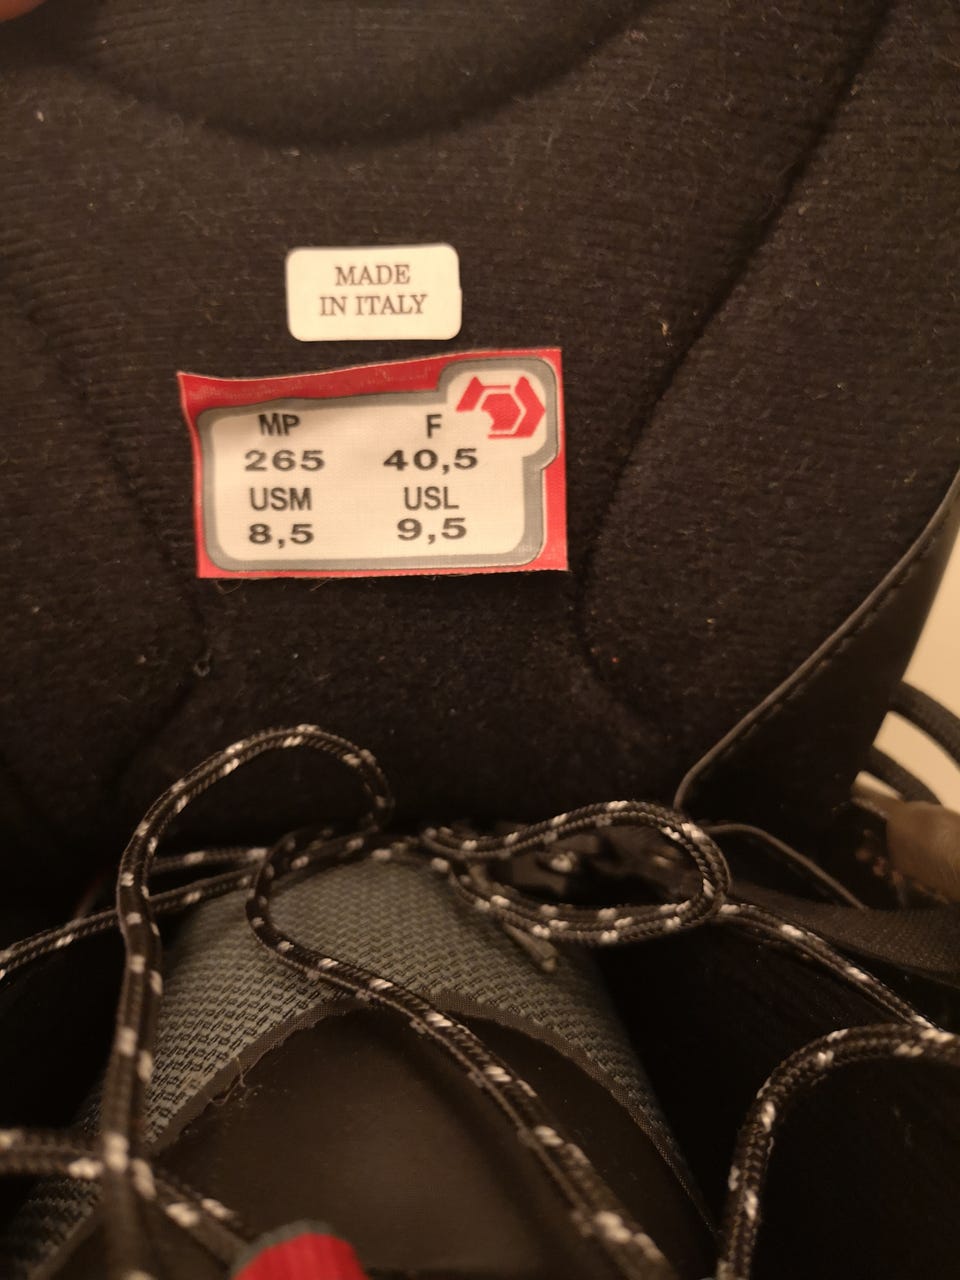 MADE
IN ITALY
MP F
265 40,5
USM USL
8,5 9,5